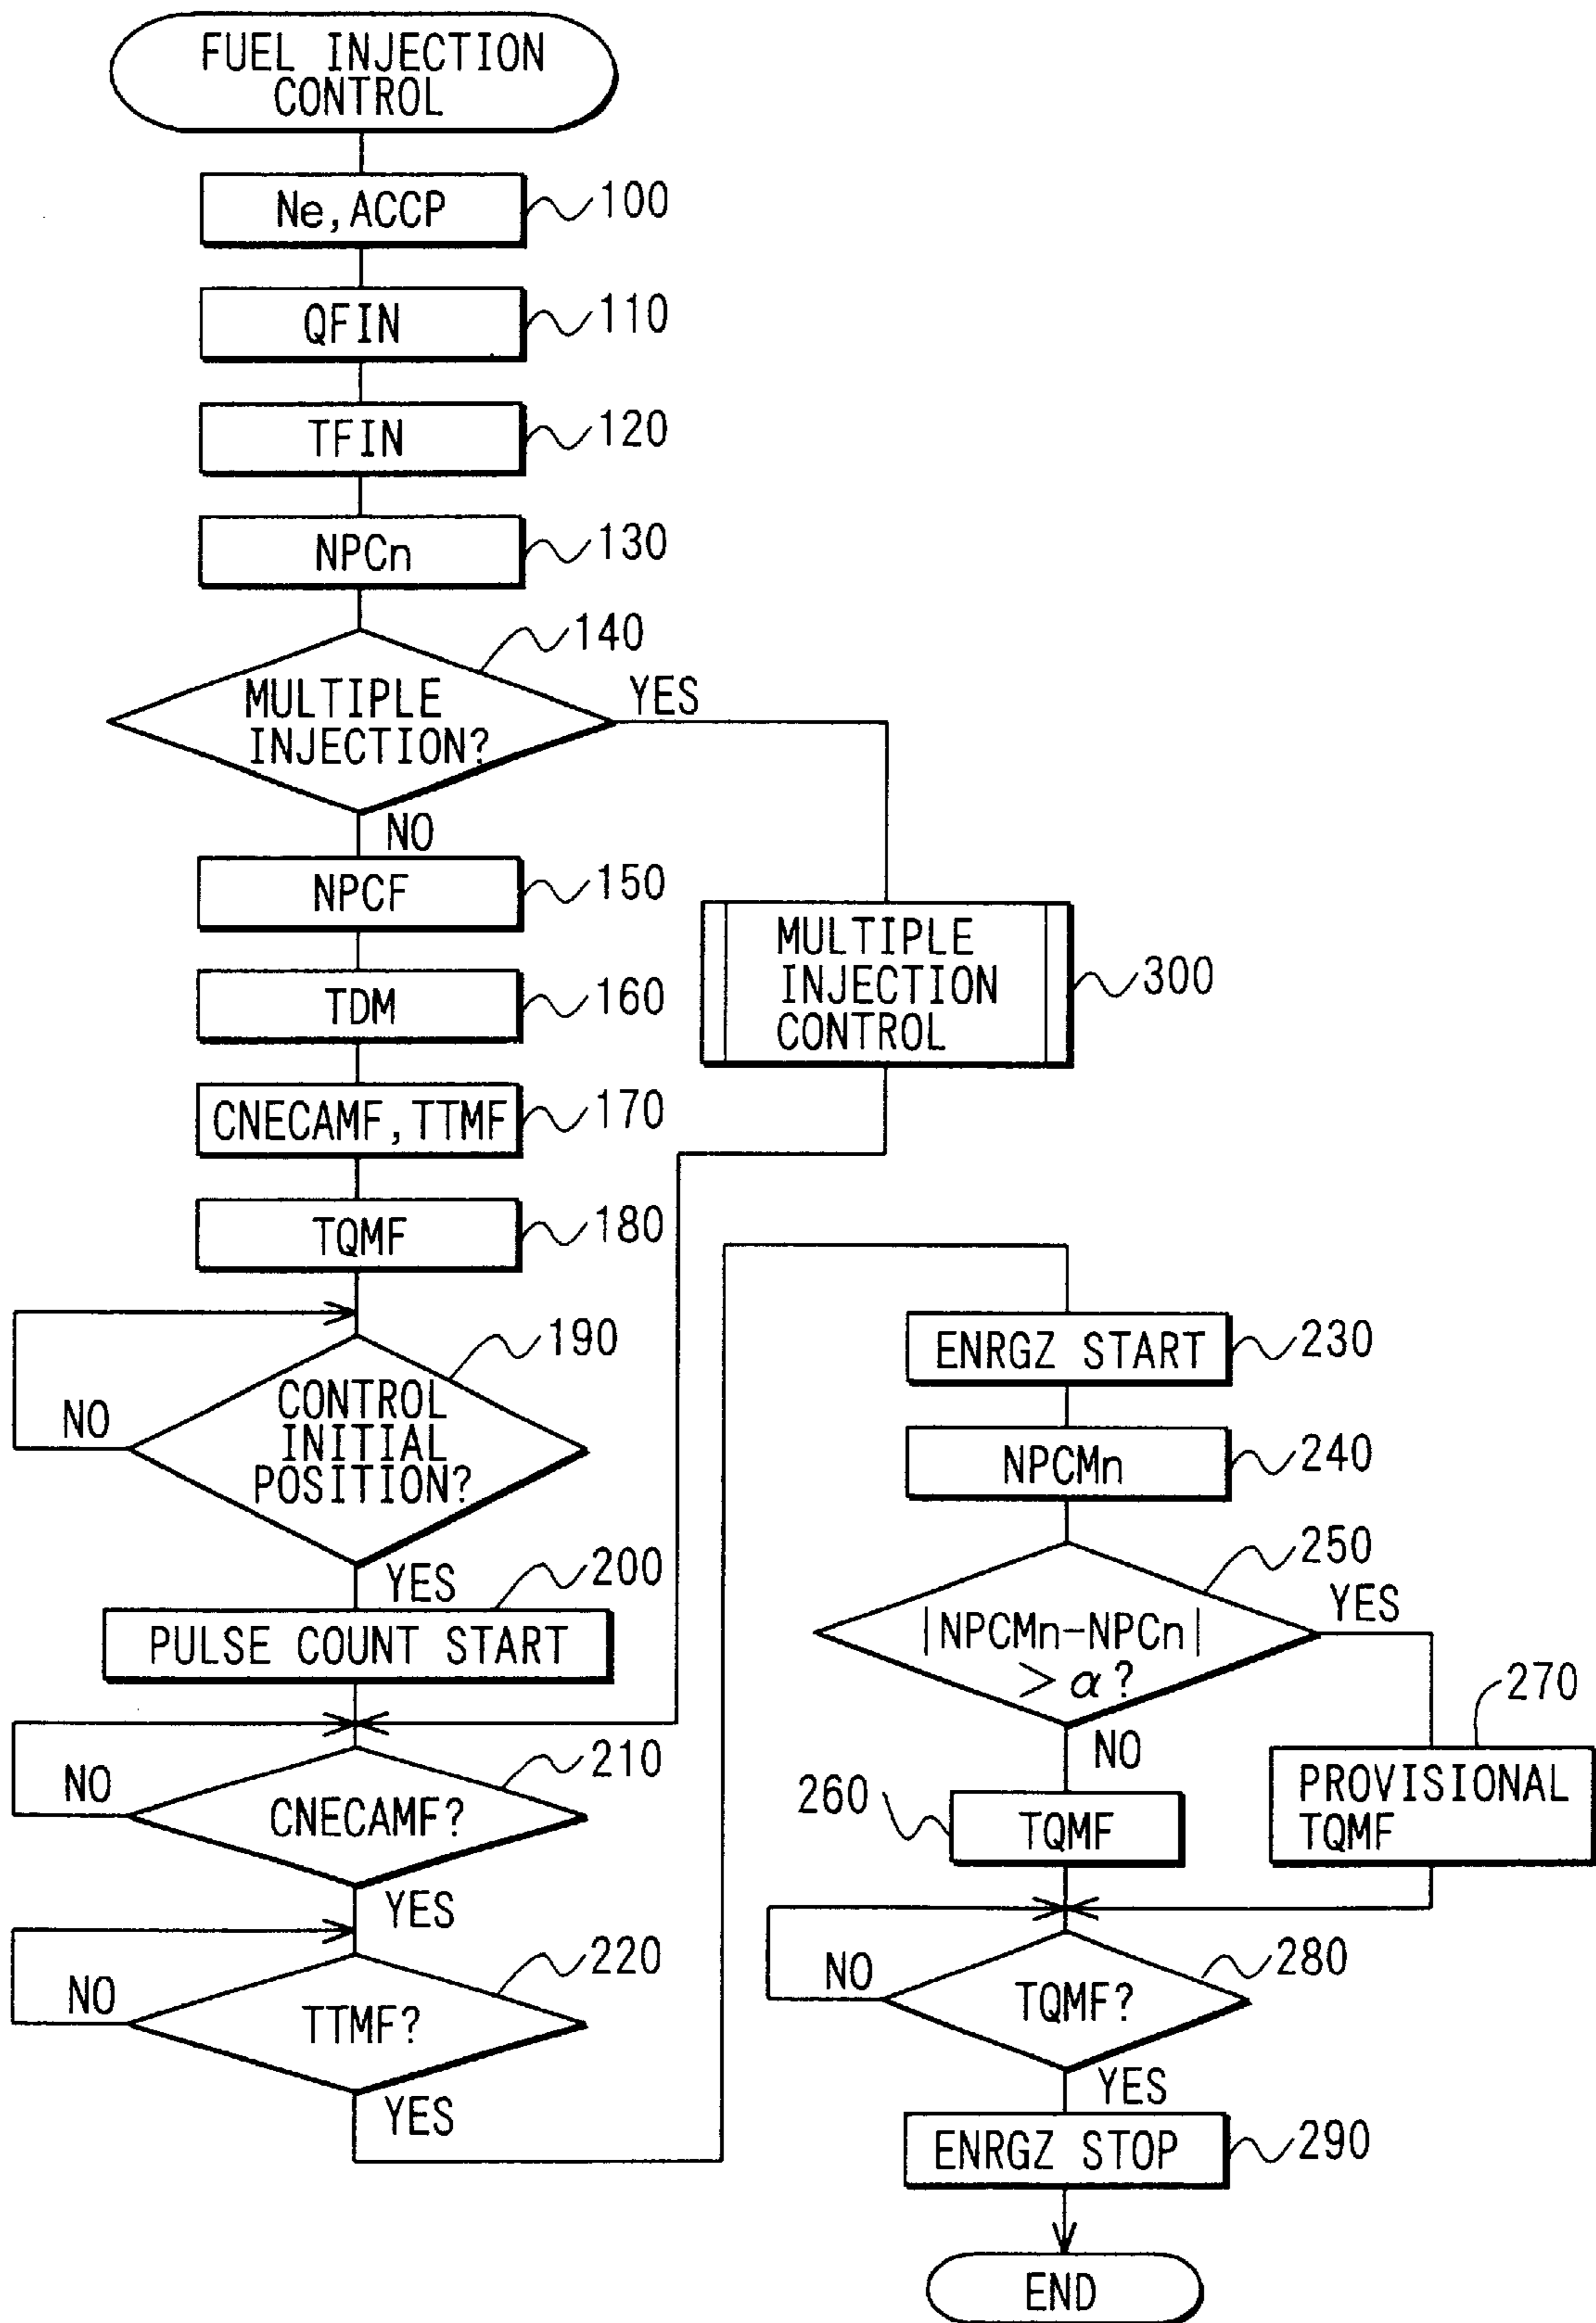 FUEL INJECTION
CONTROL
Ne, ACCP
100
QFIN
110
TFIN
120
NPCn
130
140
MULTIPLE
INJECTION?
YES
NO
NPCF
150
TDM
160
CNECAMF, TTMF
170
TQMF
180
MULTIPLE
INJECTION
CONTROL
300
190
CONTROL
INITIAL
POSITION?
NO
YES
200
PULSE COUNT START
210
CNECAMF?
NO
YES
220
TTMF?
NO
YES
ENRGZ START
230
NPCMn
240
250
|NPCMn-NPCn|
> α?
YES
NO
260
TQMF
270
PROVISIONAL
TQMF
280
TQMF?
NO
YES
ENRGZ STOP
290
END